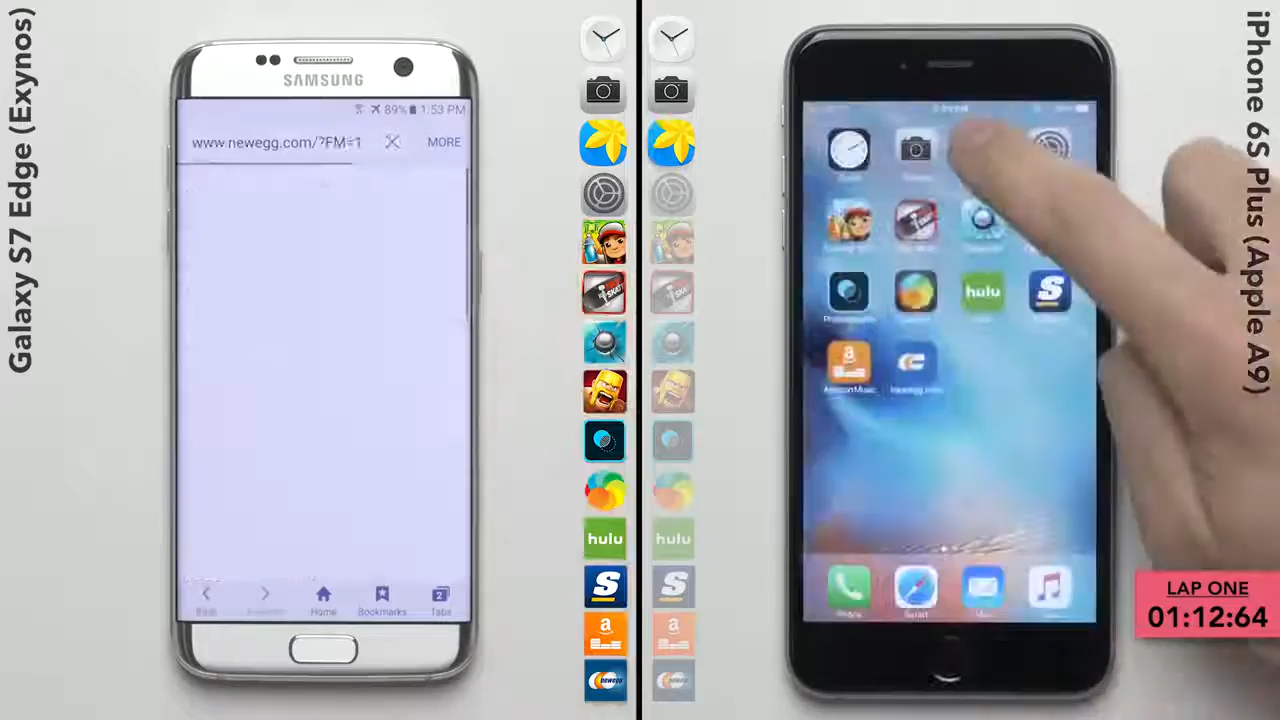 Galaxy S7 Edge (Exynos)
SAMSUNG
89% 1:53 PM
www.newegg.com/?FM=1
MORE
Home
Bookmarks
Tabs
hulu
hulu
hulu
iPhone 6S Plus (Apple A9)
LAP ONE
01:12:64